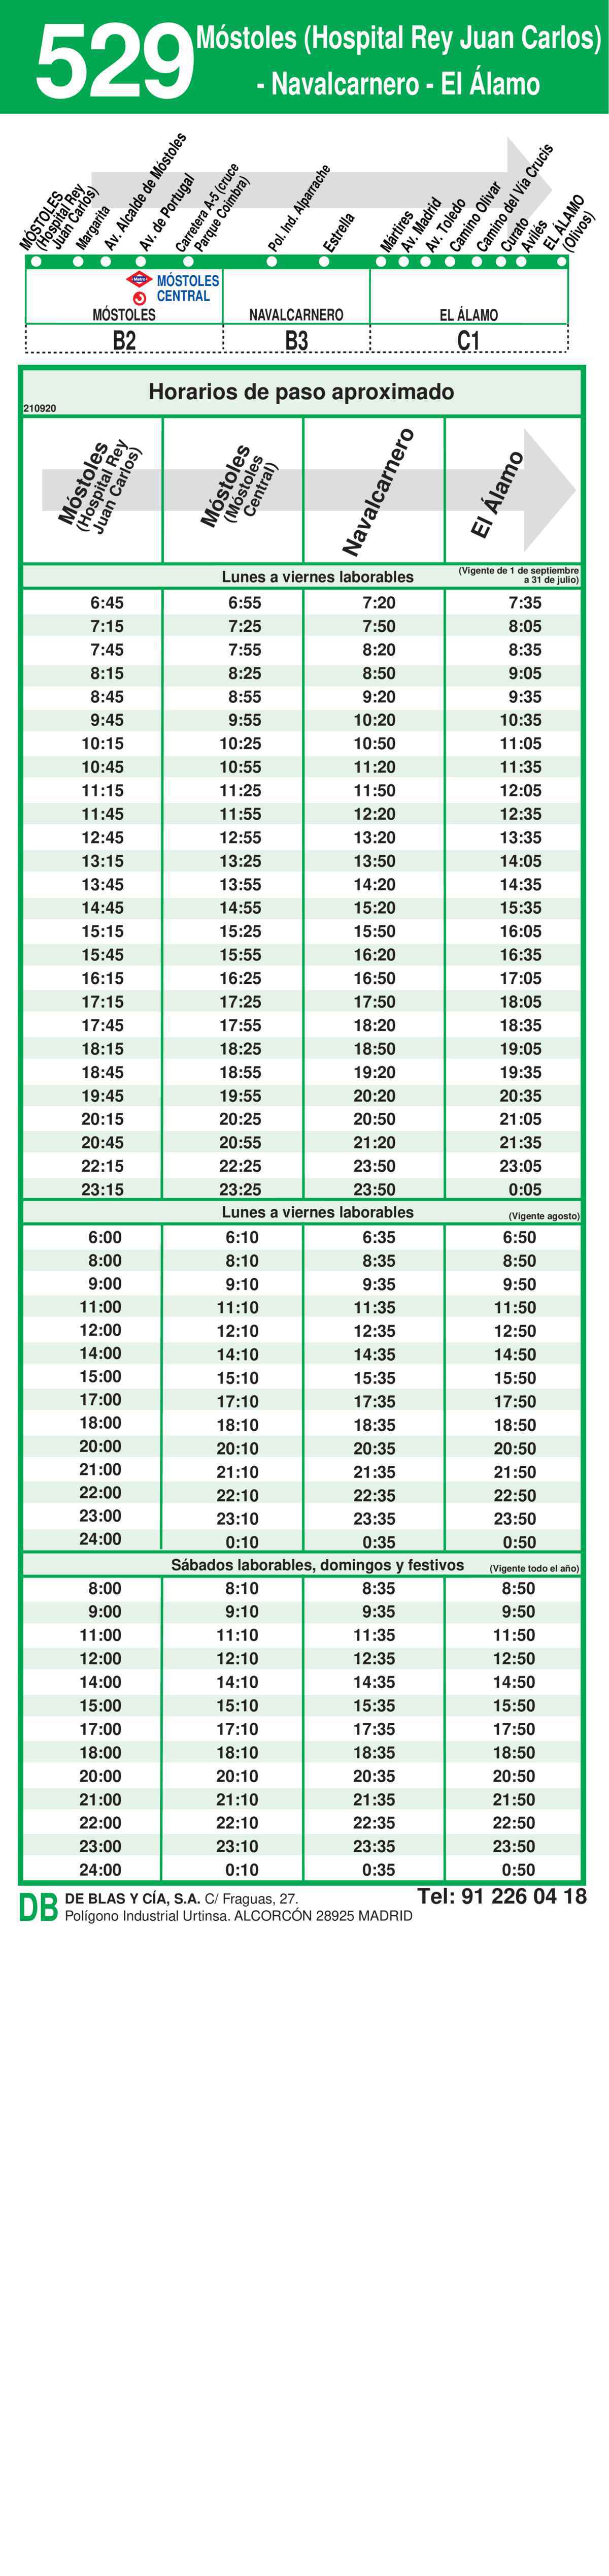 529
Móstoles (Hospital Rey Juan Carlos)
- Navalcarnero - El Álamo
MÓSTOLES
(Hospital Rey
Juan Carlos)
Margarita
Av. Alcalde de Móstoles
Av. de Portugal
Carretera A-5 (cruce
Parque Coimbra)
Pol. Ind. Alparrache
Estrella
Mártires
Av. Madrid
Av. Toledo
Camino Olivar
Camino del Vía Crucis
Curato
Avilés
EL ÁLAMO
(Olivos)
Metro
MÓSTOLES
CENTRAL
MÓSTOLES NAVALCARNERO EL ÁLAMO
B2 B3 C1
Horarios de paso aproximado
210920
Móstoles
(Hospital Rey
Juan Carlos)
Móstoles
(Móstoles
Central)
Navalcarnero
El Álamo
Lunes a viernes laborables (Vigente de 1 de septiembre
a 31 de julio)
6:45 6:55 7:20 7:35
7:15 7:25 7:50 8:05
7:45 7:55 8:20 8:35
8:15 8:25 8:50 9:05
8:45 8:55 9:20 9:35
9:45 9:55 10:20 10:35
10:15 10:25 10:50 11:05
10:45 10:55 11:20 11:35
11:15 11:25 11:50 12:05
11:45 11:55 12:20 12:35
12:45 12:55 13:20 13:35
13:15 13:25 13:50 14:05
13:45 13:55 14:20 14:35
14:45 14:55 15:20 15:35
15:15 15:25 15:50 16:05
15:45 15:55 16:20 16:35
16:15 16:25 16:50 17:05
17:15 17:25 17:50 18:05
17:45 17:55 18:20 18:35
18:15 18:25 18:50 19:05
18:45 18:55 19:20 19:35
19:45 19:55 20:20 20:35
20:15 20:25 20:50 21:05
20:45 20:55 21:20 21:35
22:15 22:25 23:50 23:05
23:15 23:25 23:50 0:05
Lunes a viernes laborables (Vigente agosto)
6:00 6:10 6:35 6:50
8:00 8:10 8:35 8:50
9:00 9:10 9:35 9:50
11:00 11:10 11:35 11:50
12:00 12:10 12:35 12:50
14:00 14:10 14:35 14:50
15:00 15:10 15:35 15:50
17:00 17:10 17:35 17:50
18:00 18:10 18:35 18:50
20:00 20:10 20:35 20:50
21:00 21:10 21:35 21:50
22:00 22:10 22:35 22:50
23:00 23:10 23:35 23:50
24:00 0:10 0:35 0:50
Sábados laborables, domingos y festivos (Vigente todo el año)
8:00 8:10 8:35 8:50
9:00 9:10 9:35 9:50
11:00 11:10 11:35 11:50
12:00 12:10 12:35 12:50
14:00 14:10 14:35 14:50
15:00 15:10 15:35 15:50
17:00 17:10 17:35 17:50
18:00 18:10 18:35 18:50
20:00 20:10 20:35 20:50
21:00 21:10 21:35 21:50
22:00 22:10 22:35 22:50
23:00 23:10 23:35 23:50
24:00 0:10 0:35 0:50
DB DE BLAS Y CÍA, S.A. C/ Fraguas, 27. Tel: 91 226 04 18
Polígono Industrial Urtinsa. ALCORCÓN 28925 MADRID